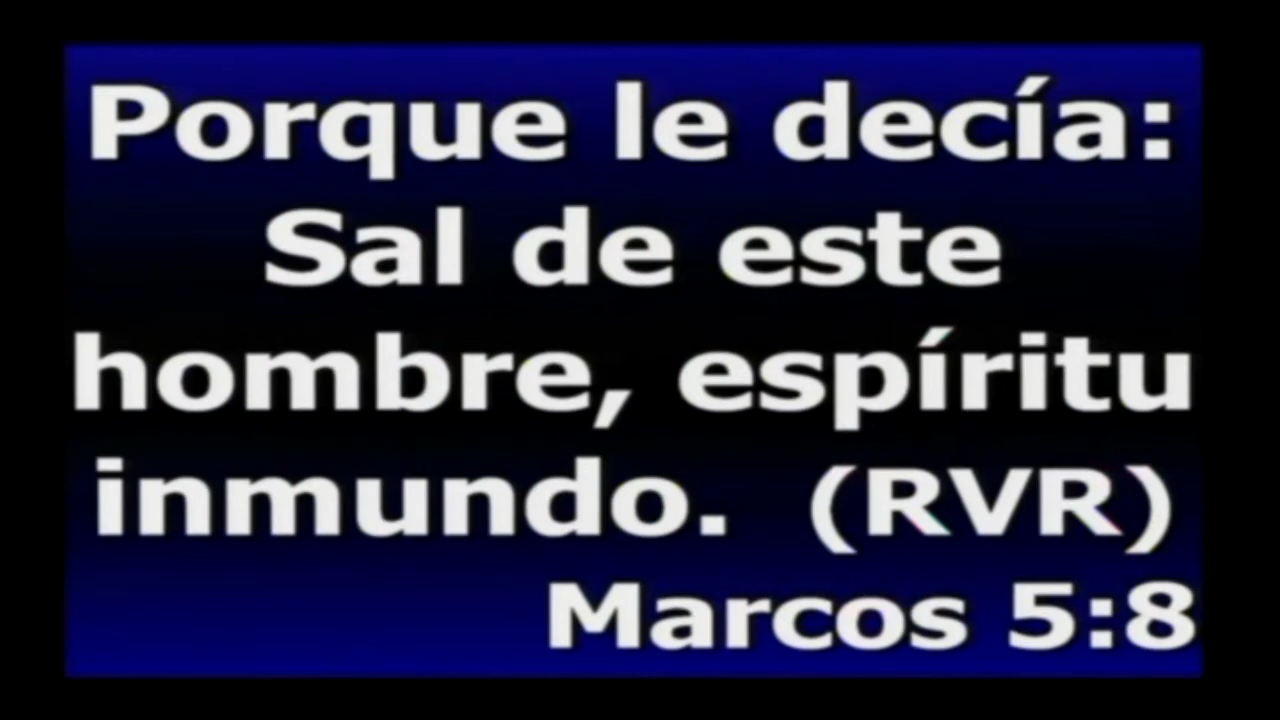 Porque le decía:
Sal de este
hombre, espíritu
inmundo.  (RVR)
Marcos 5:8